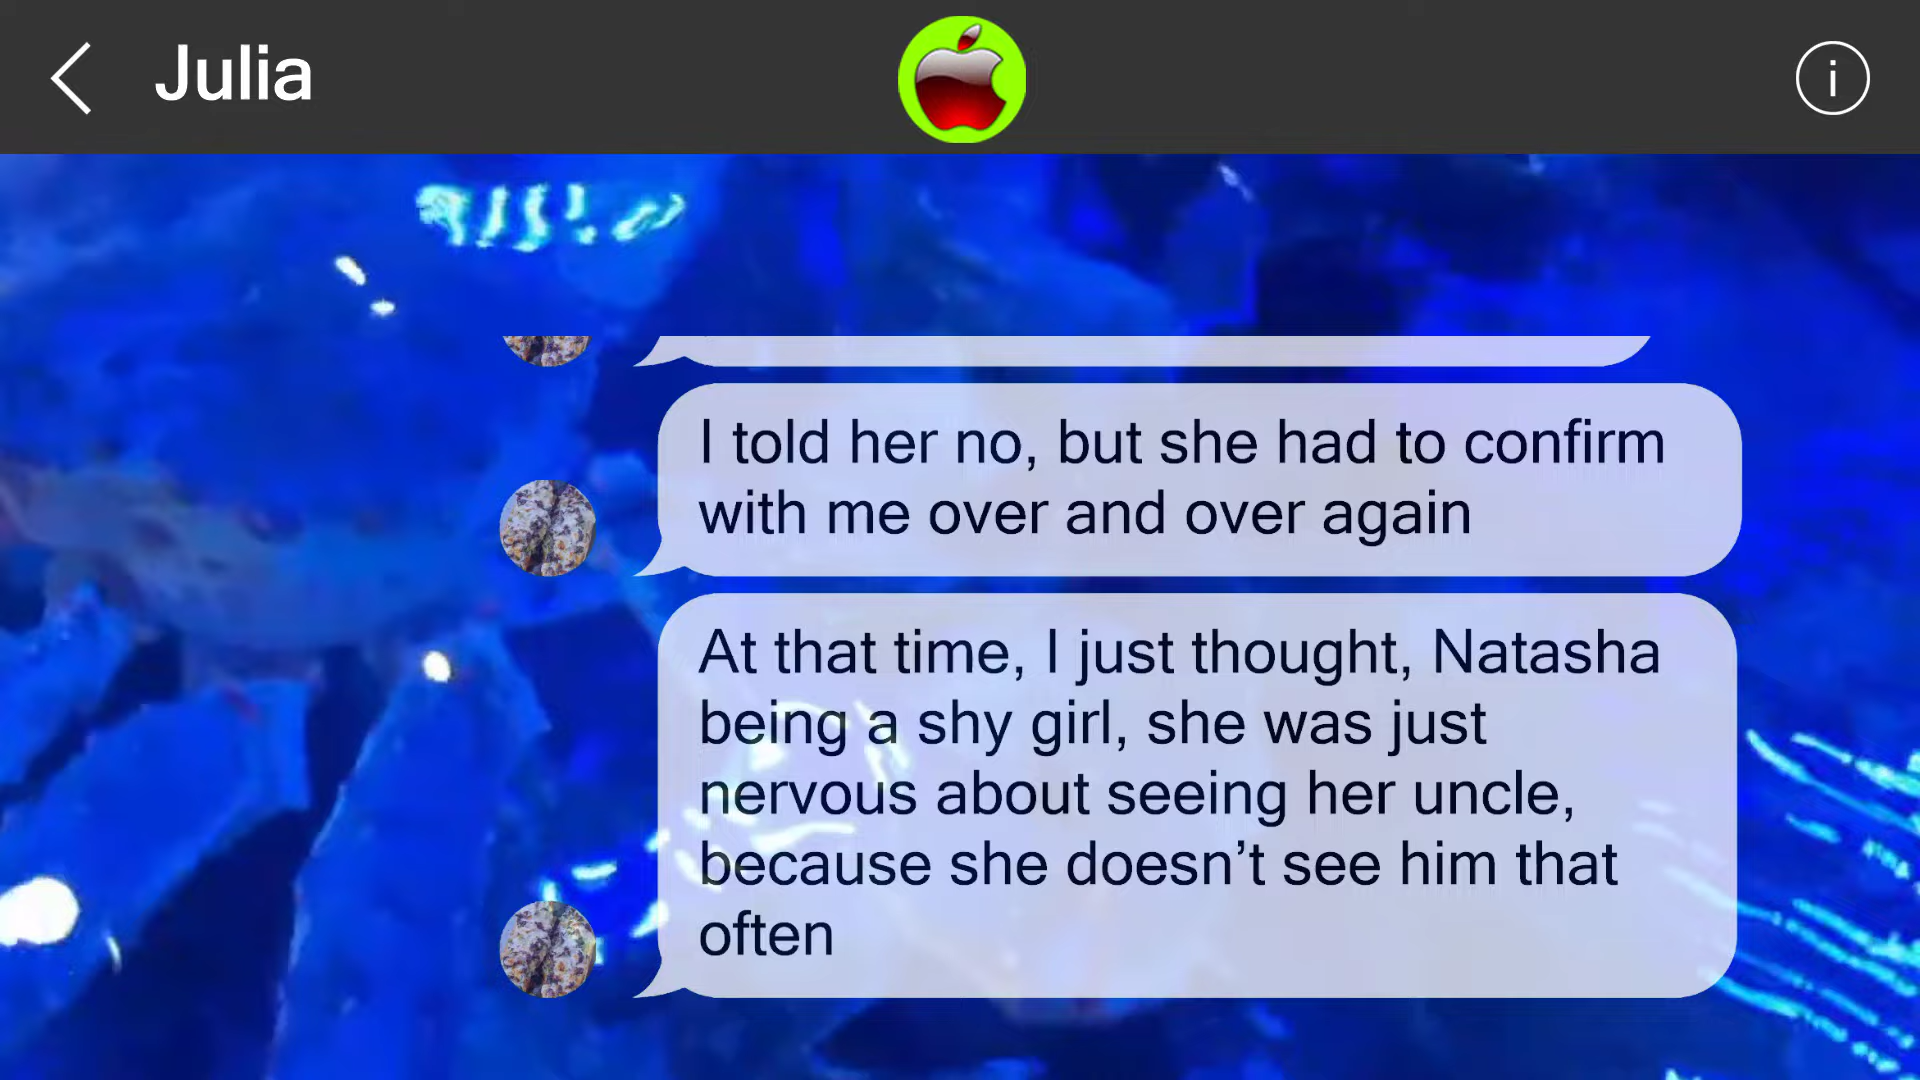 Julia
i
I told her no, but she had to confirm
with me over and over again
At that time, I just thought, Natasha
being a shy girl, she was just
nervous about seeing her uncle,
because she doesn’t see him that
often